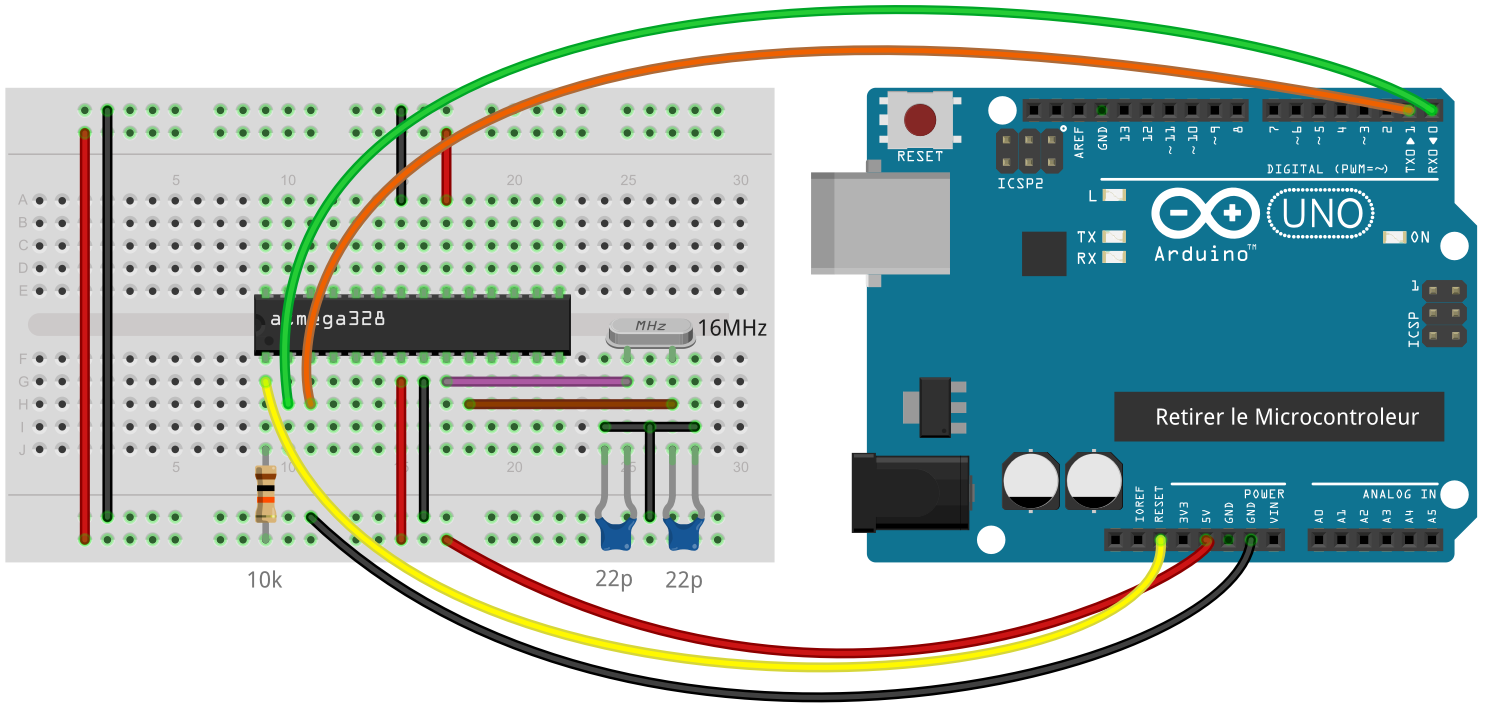 RESET
ICSP2
AREF
GND
13
12
~11
~10
~9
8
7
~6
~5
4
~3
2
TX0▶1
RX0◀0
DIGITAL (PWM=~)
L
TX
RX
Arduino™
UNO
ON
1
ICSP
5
10
20
25
30
A
B
C
D
E
atmega328
MHz
16MHz
F
G
H
I
J
5
10
15
20
25
30
10k
22p
22p
Retirer le Microcontroleur
POWER
ANALOG IN
IOREF
RESET
3V3
5V
GND
GND
VIN
A0
A1
A2
A3
A4
A5